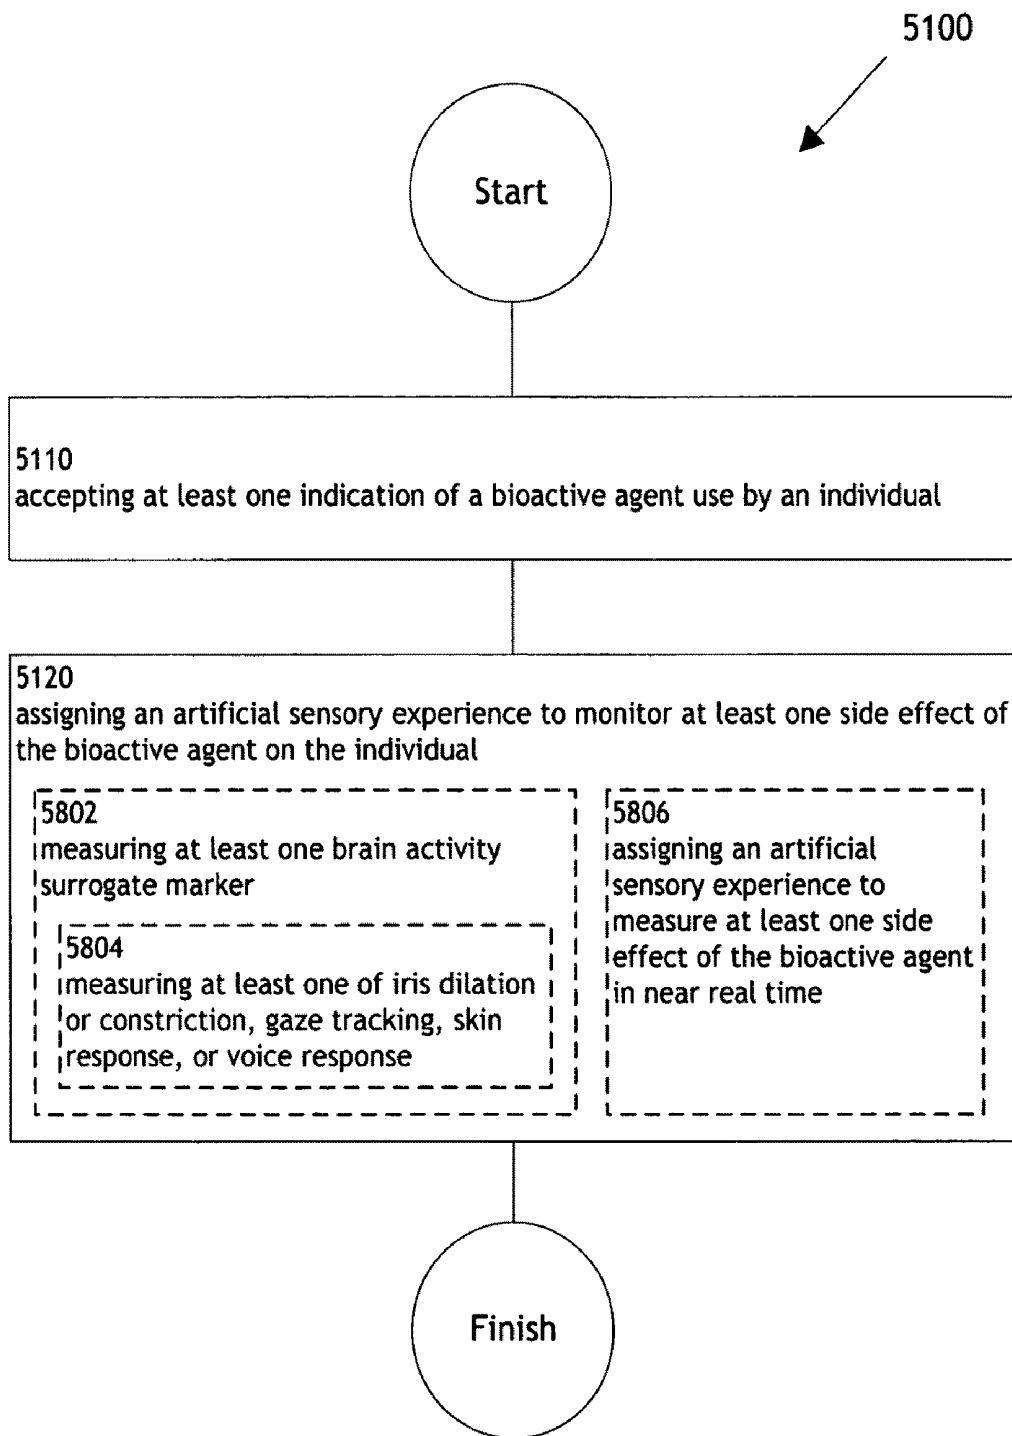 5100
Start
5110
accepting at least one indication of a bioactive agent use by an individual
5120
assigning an artificial sensory experience to monitor at least one side effect of
the bioactive agent on the individual
5802
measuring at least one brain activity
surrogate marker
5804
measuring at least one of iris dilation
or constriction, gaze tracking, skin
response, or voice response
5806
assigning an artificial
sensory experience to
measure at least one side
effect of the bioactive agent
in near real time
Finish